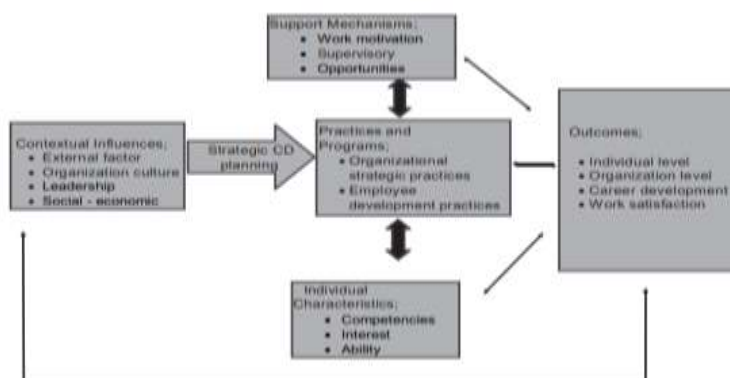 Support Mechanisms;
• Work motivation
• Supervisory
• Opportunities
Contextual Influences;
• External factor
• Organization culture
• Leadership
• Social - economic
Strategic CD
planning
Practices and
Programs;
• Organizational
strategic practices
• Employee
development practices
Outcomes;
• Individual level
• Organization level
• Career development
• Work satisfaction
Individual
Characteristics;
• Competencies
• Interest
• Ability